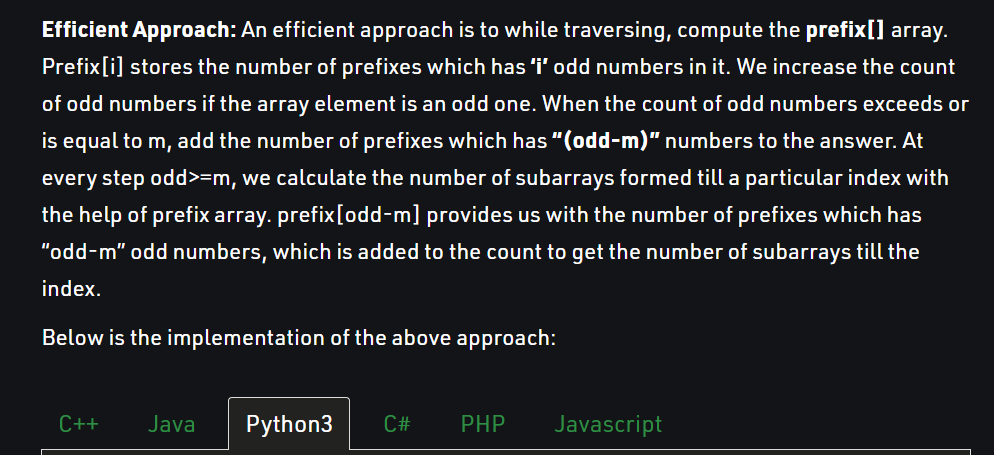 Efficient Approach: An efficient approach is to while traversing, compute the prefix[] array.
Prefix[i] stores the number of prefixes which has ‘i’ odd numbers in it. We increase the count
of odd numbers if the array element is an odd one. When the count of odd numbers exceeds or
is equal to m, add the number of prefixes which has “(odd-m)” numbers to the answer. At
every step odd>=m, we calculate the number of subarrays formed till a particular index with
the help of prefix array. prefix[odd-m] provides us with the number of prefixes which has
“odd-m” odd numbers, which is added to the count to get the number of subarrays till the
index.
Below is the implementation of the above approach:
C++ Java Python3 C# PHP Javascript